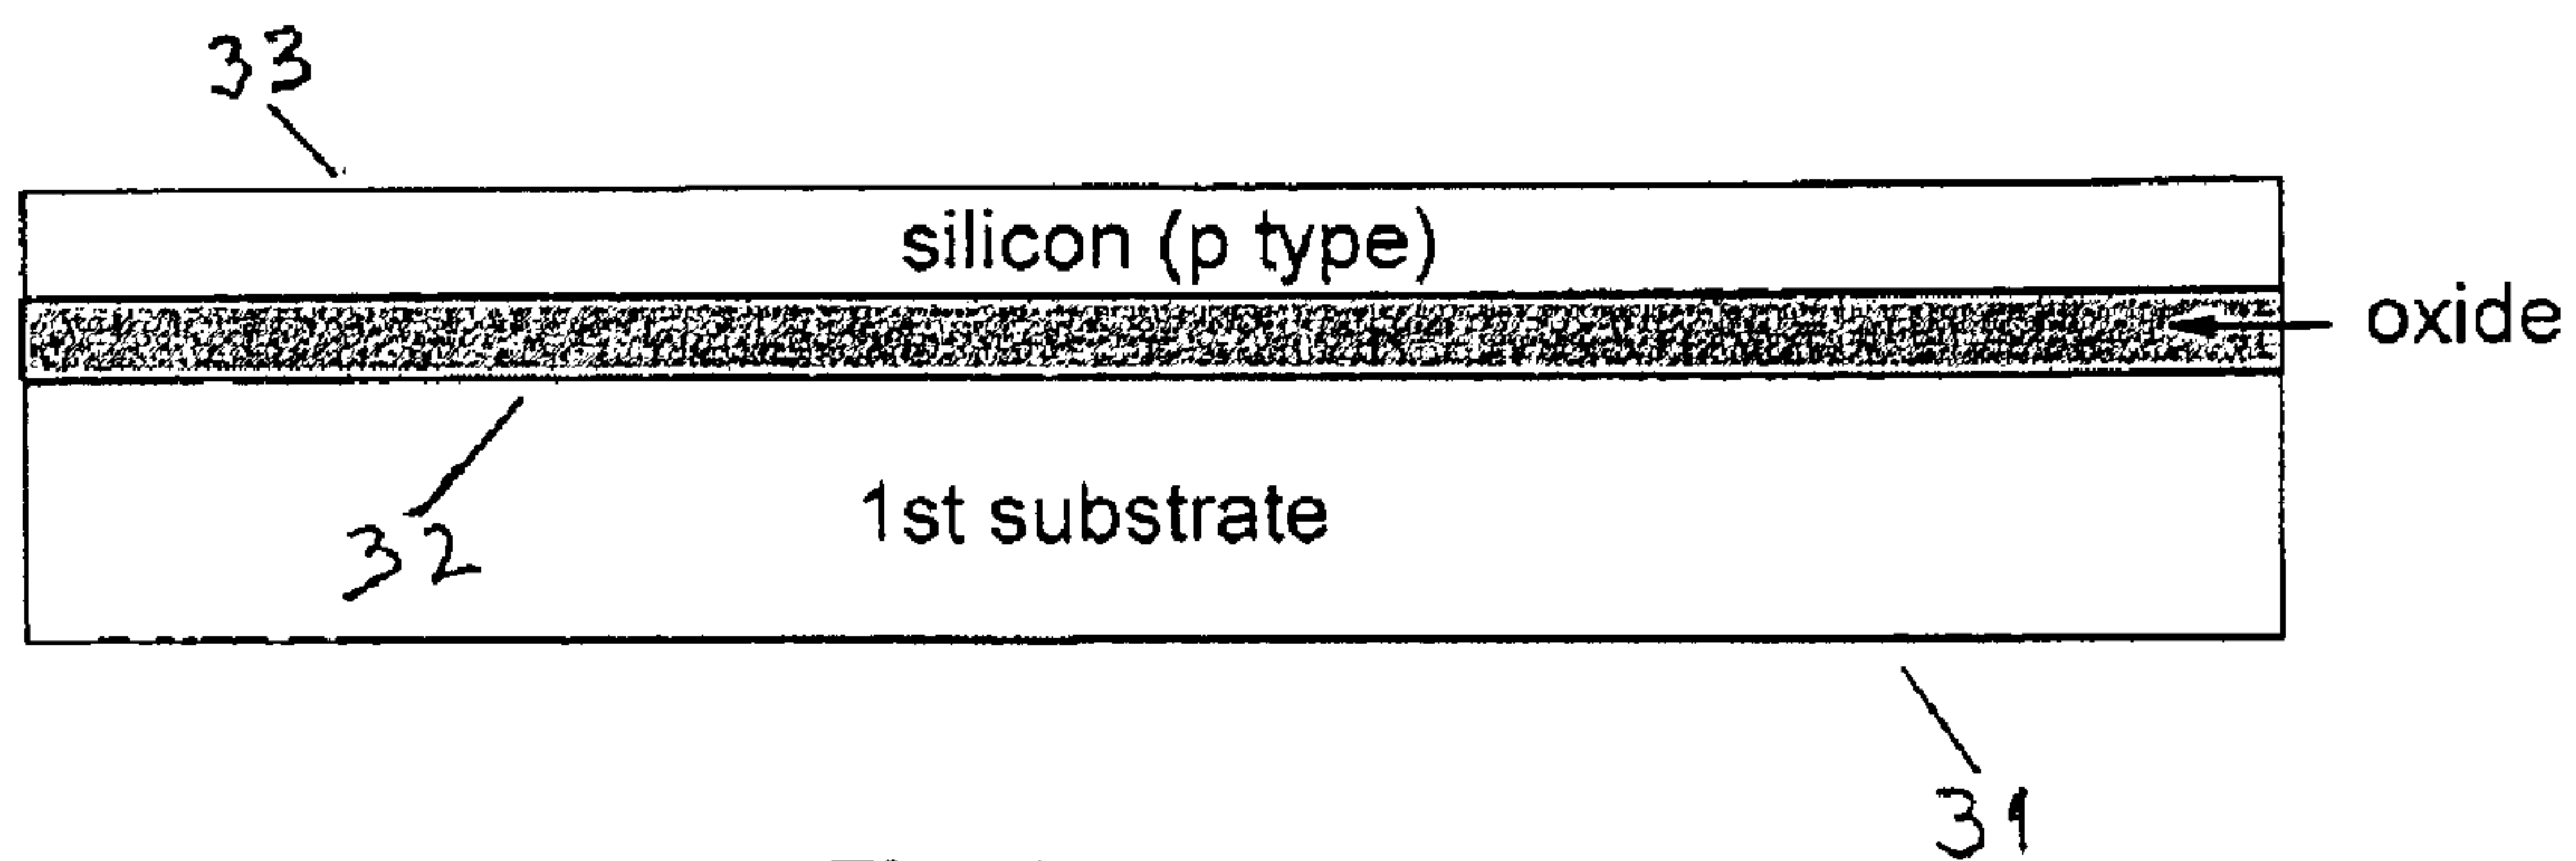 33
silicon (p type)
oxide
1st substrate
32
31